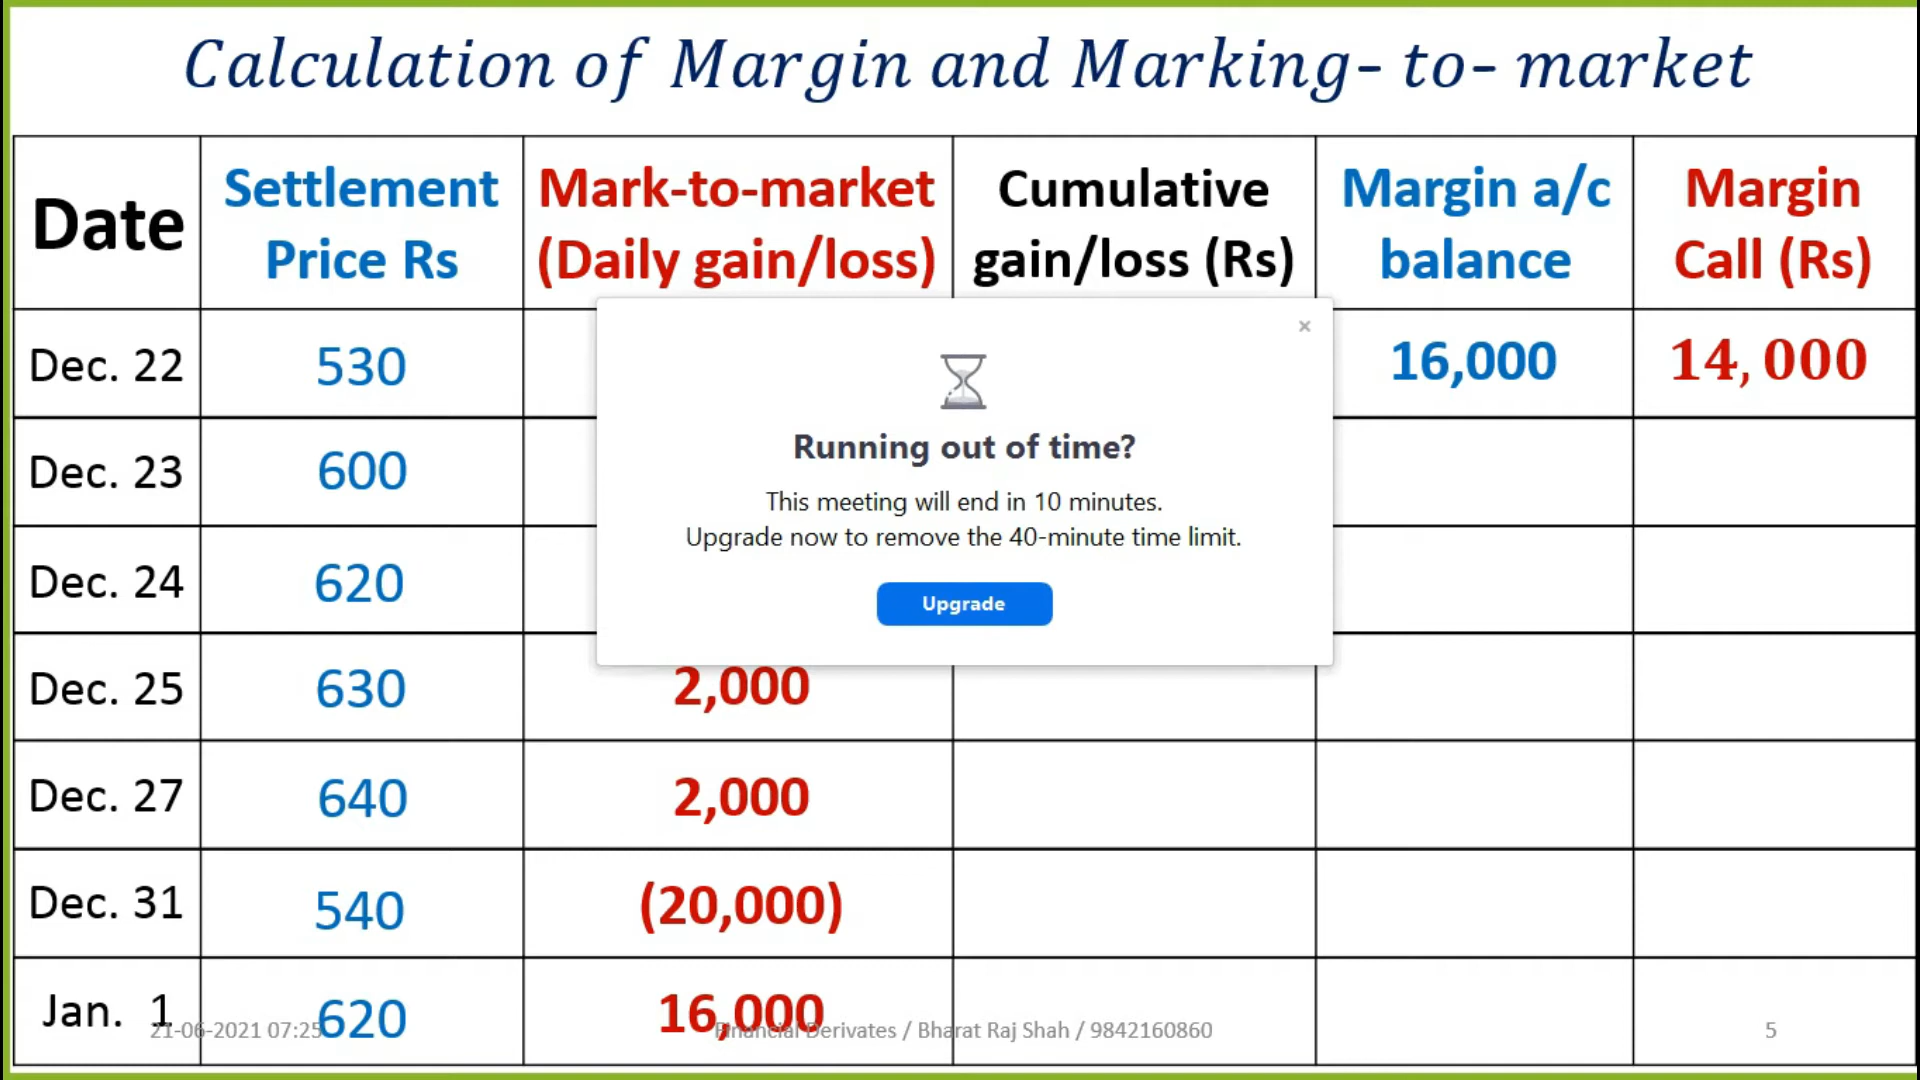 Calculation of Margin and Marking- to- market
Date
Settlement Price Rs
Mark-to-market (Daily gain/loss)
Cumulative gain/loss (Rs)
Margin a/c balance
Margin Call (Rs)
Dec. 22 530 16,000 14,000
Dec. 23 600
Dec. 24 620
×
Running out of time?
This meeting will end in 10 minutes.
Upgrade now to remove the 40-minute time limit.
Upgrade
Dec. 25 630 2,000
Dec. 27 640 2,000
Dec. 31 540 (20,000)
Jan. 1 620 16,000
21-06-2021 07:25
Financial Derivates / Bharat Raj Shah / 9842160860
5